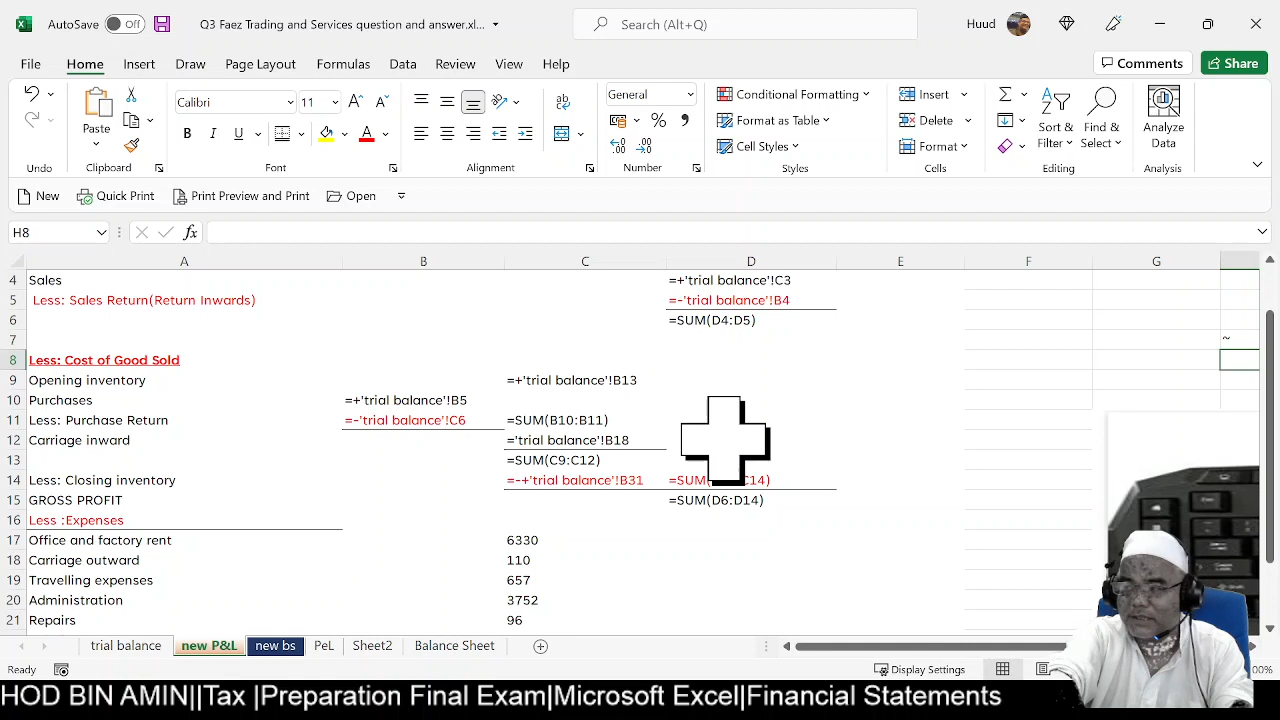 AutoSave Off Q3 Faez Trading and Services question and answer.xl... Search (Alt+Q) Huud
File Home Insert Draw Page Layout Formulas Data Review View Help Comments Share
Calibri 11 General Conditional Formatting Insert
Paste B I U A % Format as Table Delete Sort & Filter Find & Select Analyze Data
Cell Styles Format
Undo Clipboard Font Alignment Number Styles Cells Editing Analysis
New Quick Print Print Preview and Print Open
H8 fx
A B C D E F G
4 Sales =+'trial balance'!C3
5 Less: Sales Return(Return Inwards) =-'trial balance'!B4
6 =SUM(D4:D5)
7 ~
8 Less: Cost of Good Sold
9 Opening inventory =+'trial balance'!B13
10 Purchases =+'trial balance'!B5
11 Less: Purchase Return =-'trial balance'!C6 =SUM(B10:B11)
12 Carriage inward ='trial balance'!B18
13 =SUM(C9:C12)
14 Less: Closing inventory =-+'trial balance'!B31 =SUM( C14)
15 GROSS PROFIT =SUM(D6:D14)
16 Less :Expenses
17 Office and factory rent 6330
18 Carriage outward 110
19 Travelling expenses 657
20 Administration 3752
21 Repairs 96
trial balance new P&L new bs PeL Sheet2 Balance Sheet
Ready Display Settings 00%
HOD BIN AMIN||Tax |Preparation Final Exam|Microsoft Excel|Financial Statements